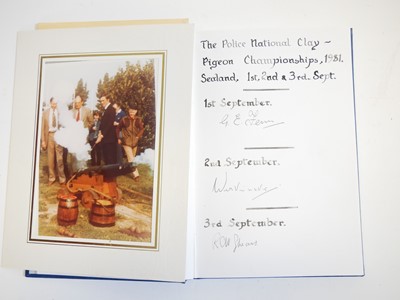 The Police National Clay -
Pigeon Championships, 1981.
Sealand, 1st, 2nd & 3rd. Sept.
1st September.
2nd September.
3rd September.